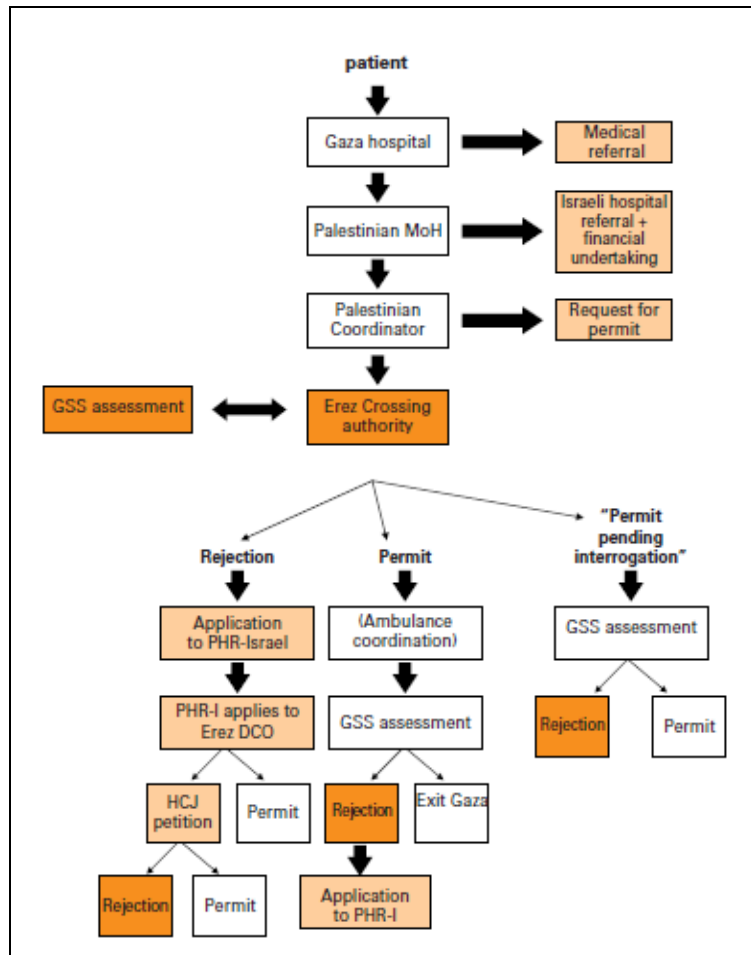 patient
Gaza hospital
Medical
referral
Palestinian MoH
Israeli hospital
referral +
financial
undertaking
Palestinian
Coordinator
Request for
permit
GSS assessment
Erez Crossing
authority
Rejection
Permit
"Permit
pending
interrogation"
Application
to PHR-Israel
(Ambulance
coordination)
GSS assessment
PHR-I applies to
Erez DCO
GSS assessment
Rejection
Permit
HCJ
petition
Permit
Rejection
Exit Gaza
Rejection
Permit
Application
to PHR-I